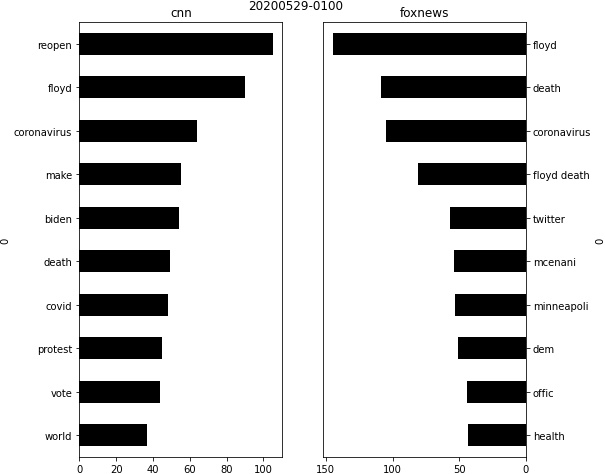 20200529-0100
cnn
foxnews
reopen
floyd
coronavirus
make
biden
death
covid
protest
vote
world
0
0 20 40 60 80 100
floyd
death
coronavirus
floyd death
twitter
mcenani
minneapoli
dem
offic
health
0
150 100 50 0